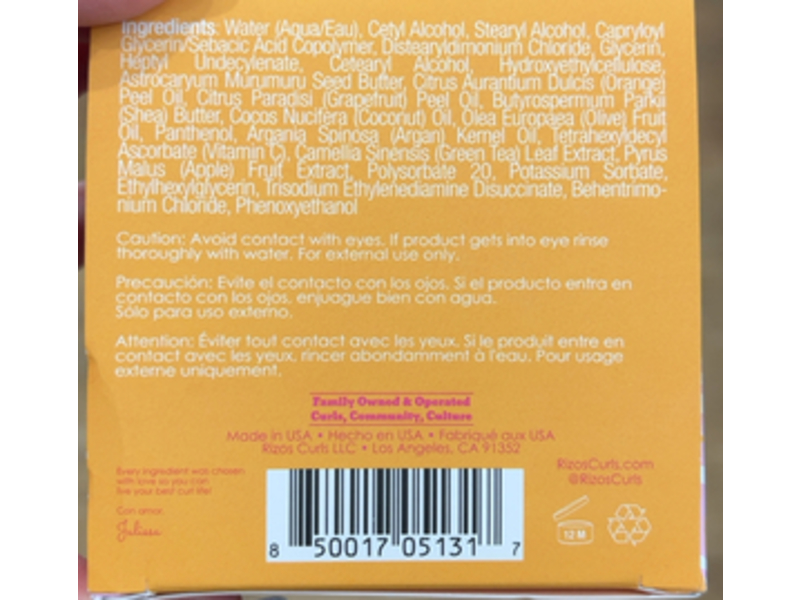 Ingredients: Water (Aqua/Eau), Cetyl Alcohol, Stearyl Alcohol, Capryloyl
Glycerin/Sebacic Acid Copolymer, Distearyldimonium Chloride, Glycerin,
Heptyl Undecylenate, Cetearyl Alcohol, Hydroxyethylcellulose,
Astrocaryum Murumuru Seed Butter, Citrus Aurantium Dulcis (Orange)
Peel Oil, Citrus Paradisi (Grapefruit) Peel Oil, Butyrospermum Parkii
(Shea) Butter, Cocos Nucifera (Coconut) Oil, Olea Europaea (Olive) Fruit
Oil, Panthenol, Argania Spinosa (Argan) Kernel Oil, Tetrahexyldecyl
Ascorbate (Vitamin C), Camellia Sinensis (Green Tea) Leaf Extract, Pyrus
Malus (Apple) Fruit Extract, Polysorbate 20, Potassium Sorbate,
Ethylhexylglycerin, Trisodium Ethylenediamine Disuccinate, Behentrimo-
nium Chloride, Phenoxyethanol
Caution: Avoid contact with eyes. If product gets into eye rinse
thoroughly with water. For external use only.
Precaución: Evite el contacto con los ojos. Si el producto entra en
contacto con los ojos, enjuague bien con agua.
Sólo para uso externo.
Attention: Éviter tout contact avec les yeux. Si le produit entre en
contact avec les yeux, rincer abondamment à l'eau. Pour usage
externe uniquement.
Family Owned & Operated
Curls, Community, Culture
Made in USA • Hecho en USA • Fabriqué aux USA
Rizos Curls LLC • Los Angeles, CA 91352
Every ingredient was chosen
with love so you can
live your best curl life!
Con amor,
Julissa
RizosCurls.com
@RizosCurls
12 M
8 50017 05131 7